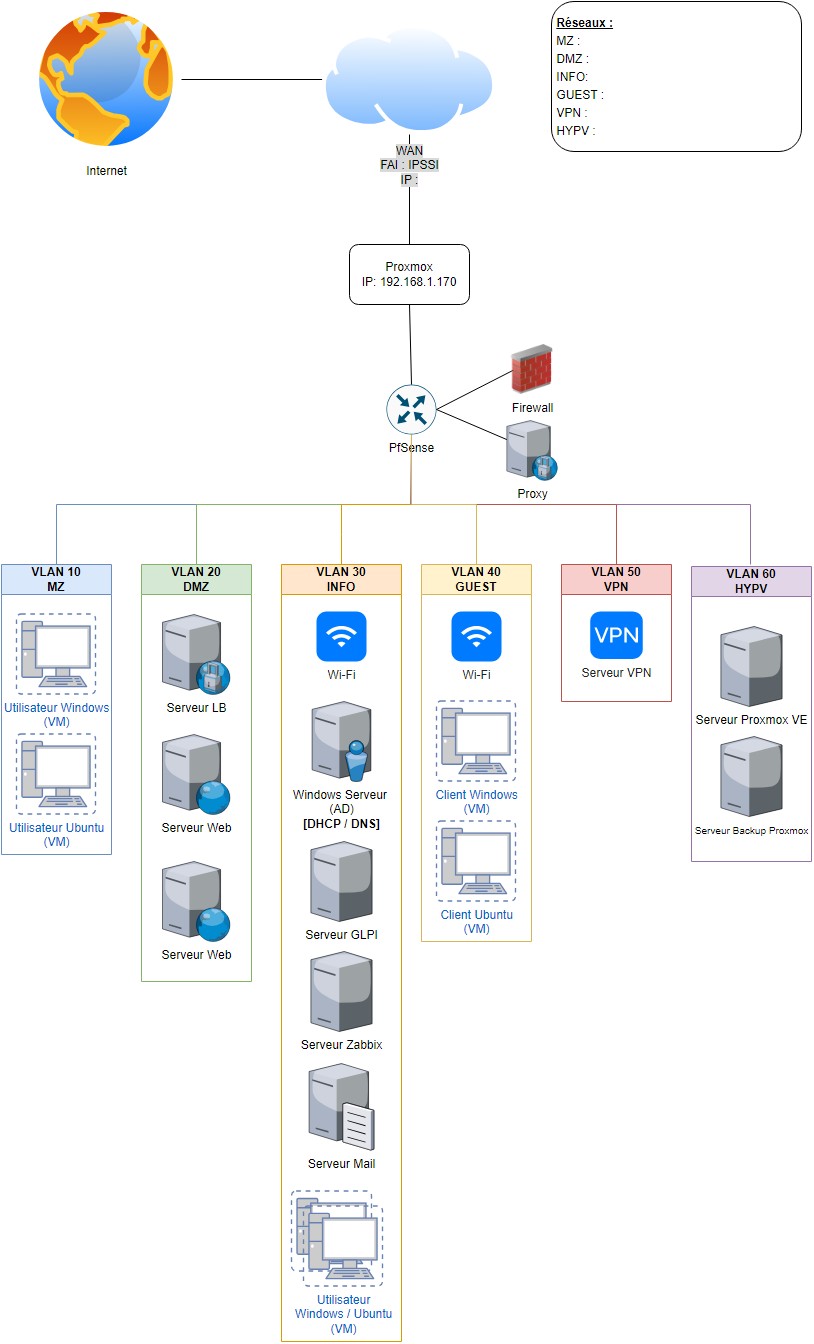 Réseaux :
MZ :
DMZ :
INFO:
GUEST :
VPN :
HYPV :
Internet
WAN
FAI : IPSSI
IP :
Proxmox
IP: 192.168.1.170
Firewall
PfSense
Proxy
VLAN 10
MZ
Utilisateur Windows
(VM)
Utilisateur Ubuntu
(VM)
VLAN 20
DMZ
Serveur LB
Serveur Web
Serveur Web
VLAN 30
INFO
Wi-Fi
Windows Serveur
(AD)
[DHCP / DNS]
Serveur GLPI
Serveur Zabbix
Serveur Mail
Utilisateur
Windows / Ubuntu
(VM)
VLAN 40
GUEST
Wi-Fi
Client Windows
(VM)
Client Ubuntu
(VM)
VLAN 50
VPN
VPN
Serveur VPN
VLAN 60
HYPV
Serveur Proxmox VE
Serveur Backup Proxmox